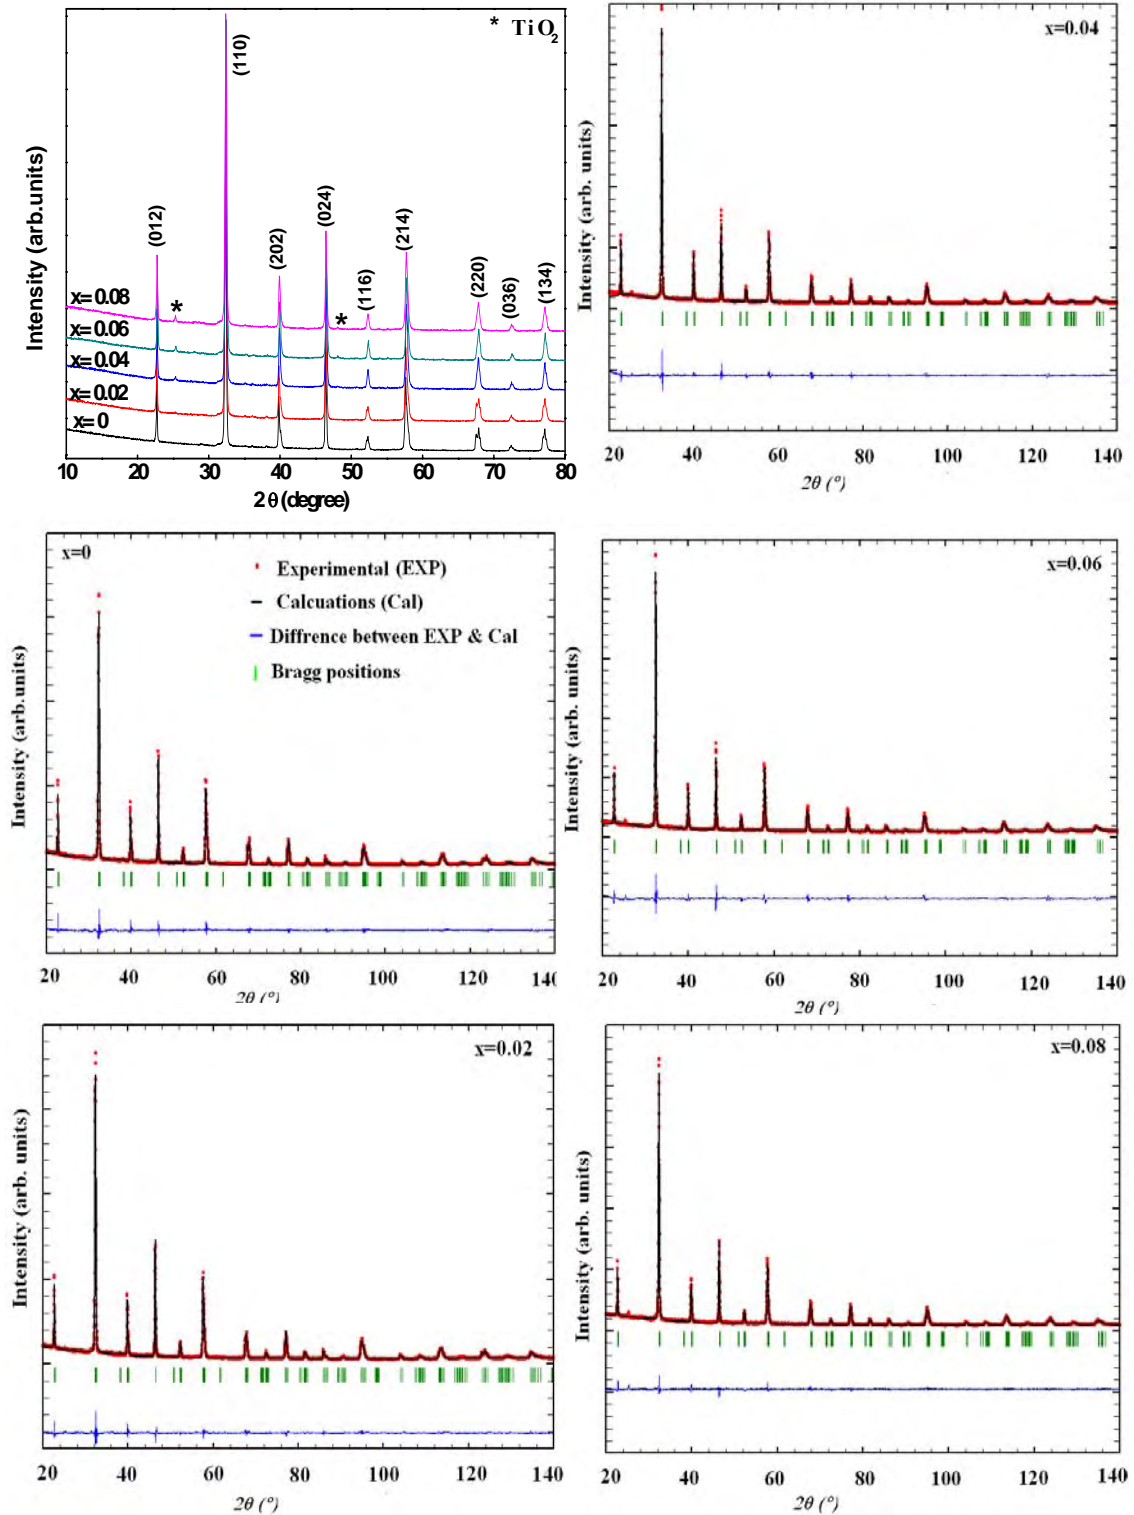 * TiO2
(110)
(012)
(202)
(024)
(116)
(214)
(220)
(036)
(134)
x=0.08
*
*
x=0.06
x=0.04
x=0.02
x=0
Intensity (arb.units)
10 20 30 40 50 60 70 80
2θ (degree)
x=0.04
Intensity (arb. units)
20 40 60 80 100 120 140
2θ (°)
x=0
Experimental (EXP)
Calcuations (Cal)
Diffrence between EXP & Cal
Bragg positions
Intensity (arb.units)
20 40 60 80 100 120 140
2θ (°)
x=0.06
Intensity (arb. units)
20 40 60 80 100 120 140
2θ (°)
x=0.02
Intensity (arb. units)
20 40 60 80 100 120 140
2θ (°)
x=0.08
Intensity (arb. units)
20 40 60 80 100 120 140
2θ (°)